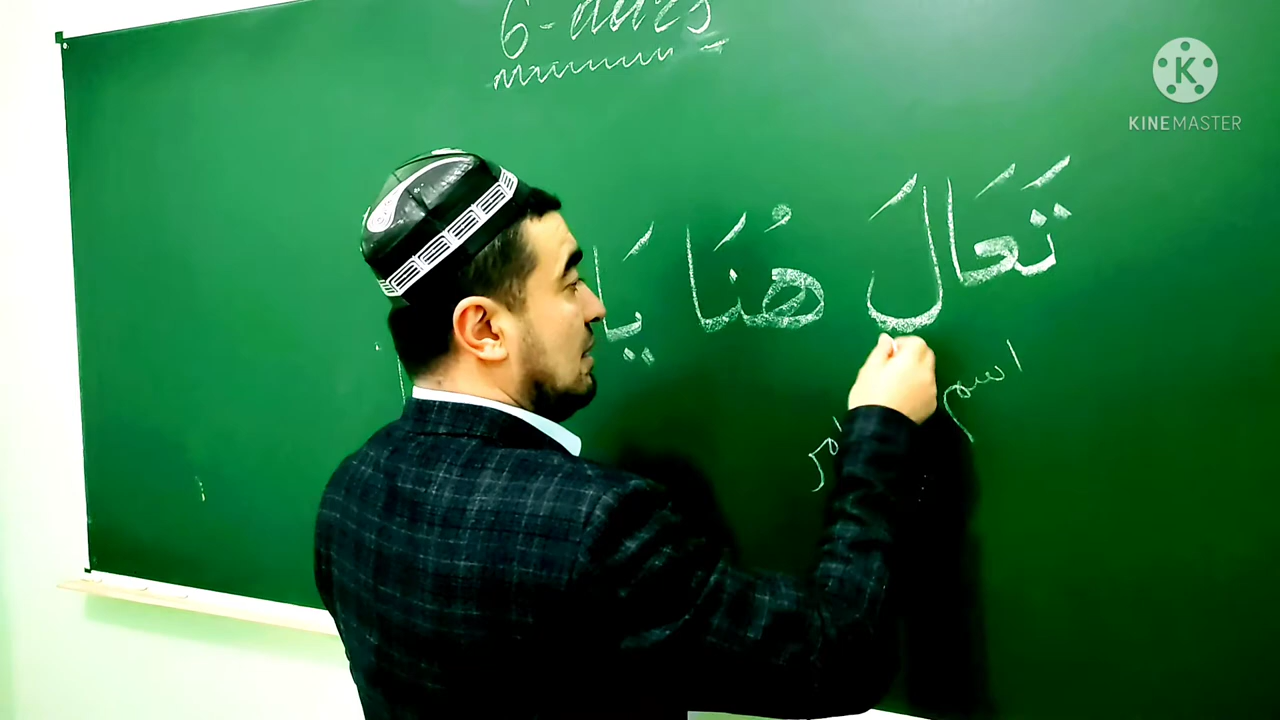 6-dars
KINEMASTER
تَعَالَ هُنَا يَا
اسم